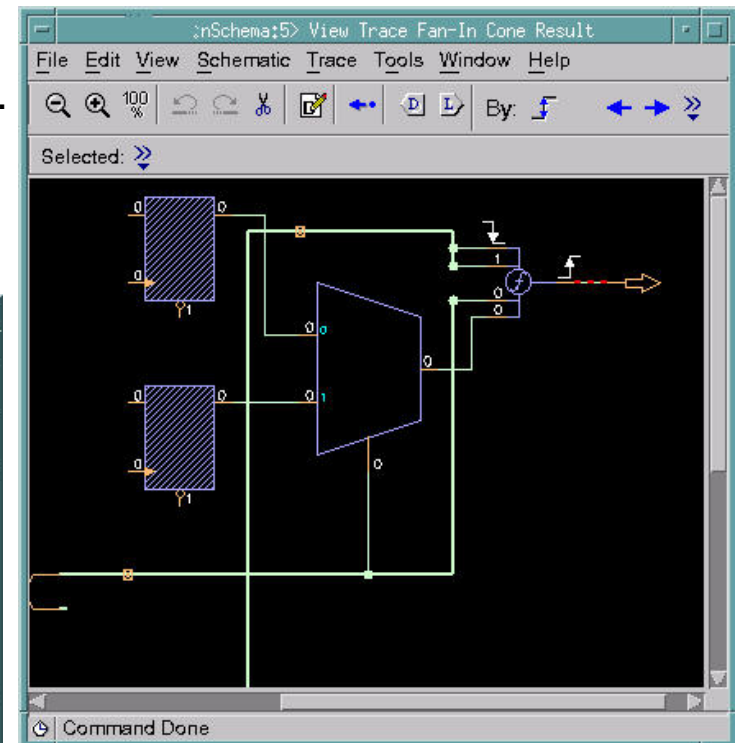 :nSchema:5> View Trace Fan-In Cone Result
File Edit View Schematic Trace Tools Window Help
100 % D L By:
Selected:
0 0
0
1
0 0
0
1
0 0
0 1
0
0
1
0
0
f
Command Done